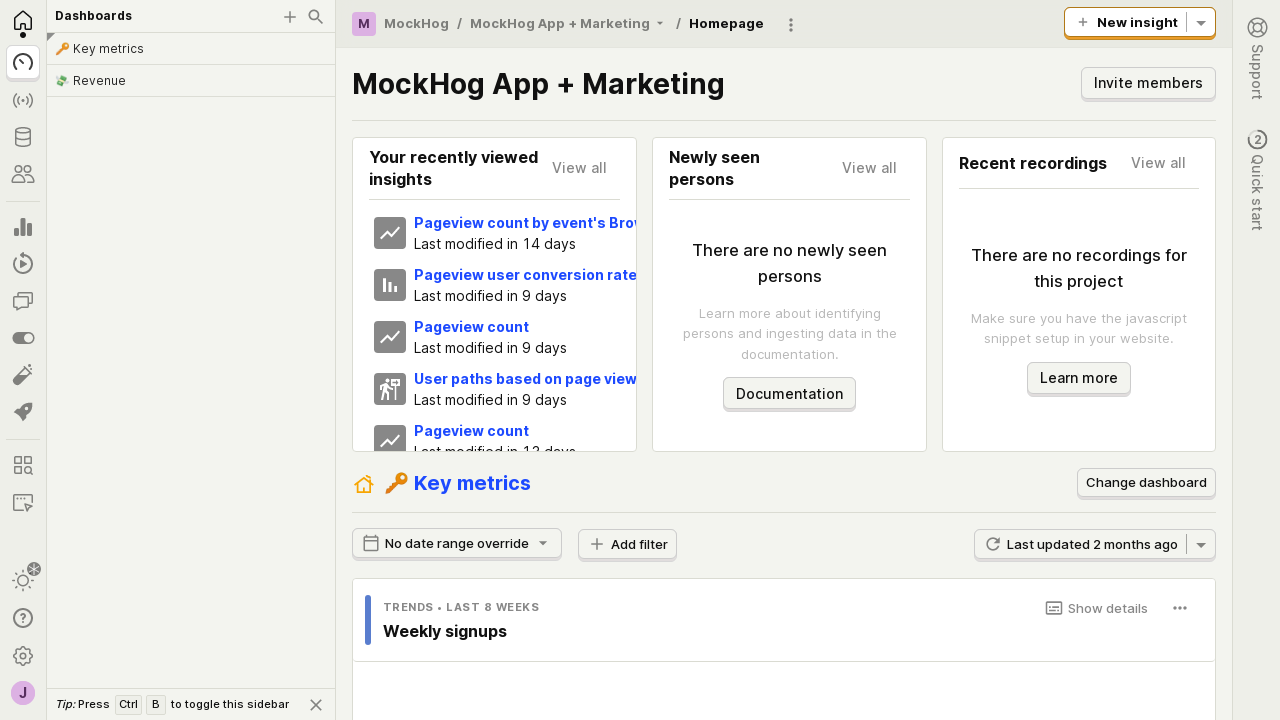 Dashboards
🔑 Key metrics
💸 Revenue
Tip: Press Ctrl B to toggle this sidebar
J
M MockHog / MockHog App + Marketing / Homepage
New insight
MockHog App + Marketing
Invite members
Your recently viewed insights
View all
Pageview count by event's
Last modified in 14 days
Pageview user conversion rate
Last modified in 9 days
Pageview count
Last modified in 9 days
User paths based on page view
Last modified in 9 days
Pageview count
Newly seen persons
View all
There are no newly seen
persons
Learn more about identifying
persons and ingesting data in the
documentation.
Documentation
Recent recordings
View all
There are no recordings for
this project
Make sure you have the javascript
snippet setup in your website.
Learn more
🔑 Key metrics
Change dashboard
No date range override
Add filter
Last updated 2 months ago
TRENDS • LAST 8 WEEKS
Show details
Weekly signups
Support
2
Quick start